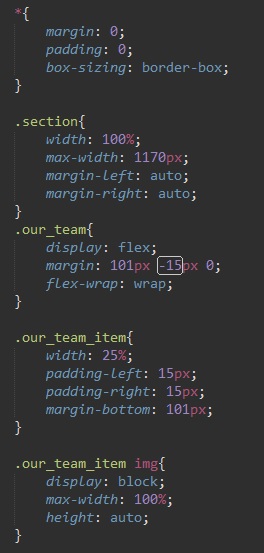 *{
    margin: 0;
    padding: 0;
    box-sizing: border-box;
}

.section{
    width: 100%;
    max-width: 1170px;
    margin-left: auto;
    margin-right: auto;
}
.our_team{
    display: flex;
    margin: 101px -15px 0;
    flex-wrap: wrap;
}

.our_team_item{
    width: 25%;
    padding-left: 15px;
    padding-right: 15px;
    margin-bottom: 101px;
}

.our_team_item img{
    display: block;
    max-width: 100%;
    height: auto;
}